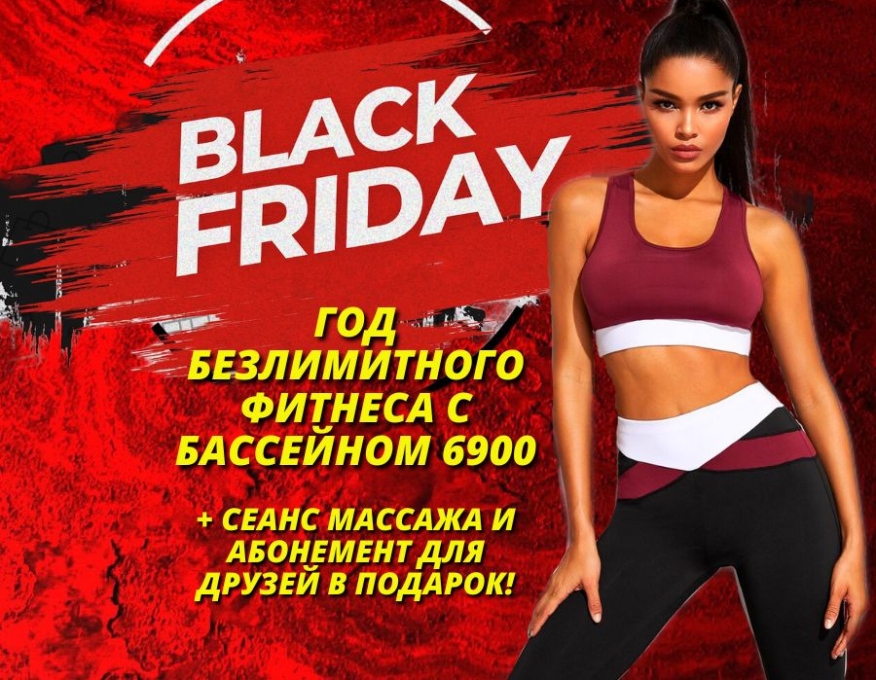 BLACK
FRIDAY
ГОД
БЕЗЛИМИТНОГО
ФИТНЕСА С
БАССЕЙНОМ 6900
+ СЕАНС МАССАЖА И
АБОНЕМЕНТ ДЛЯ
ДРУЗЕЙ В ПОДАРОК!